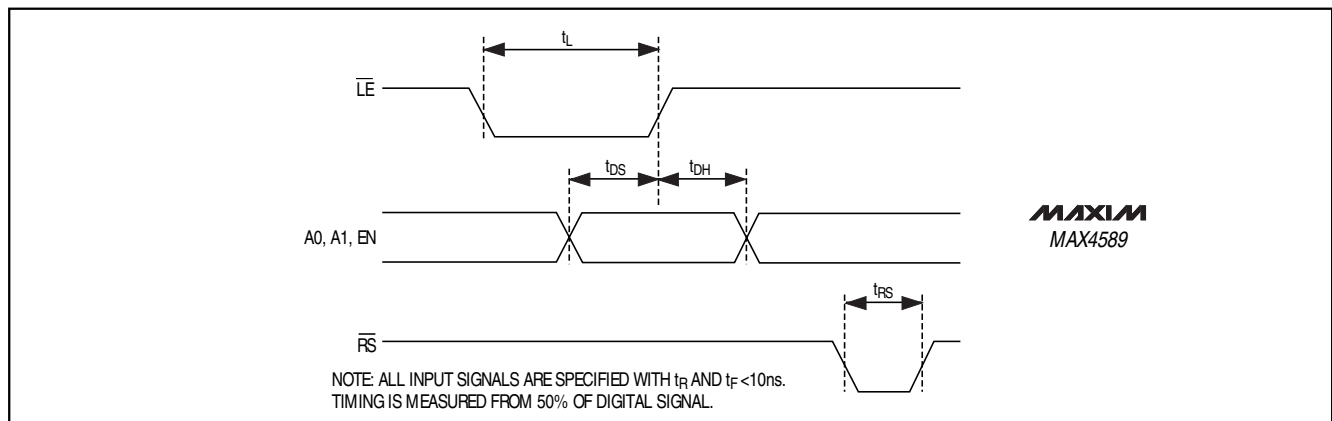 tL
LE
tDS tDH
A0, A1, EN
MAXIM
MAX4589
tRS
RS
NOTE: ALL INPUT SIGNALS ARE SPECIFIED WITH tR AND tF <10ns.
TIMING IS MEASURED FROM 50% OF DIGITAL SIGNAL.